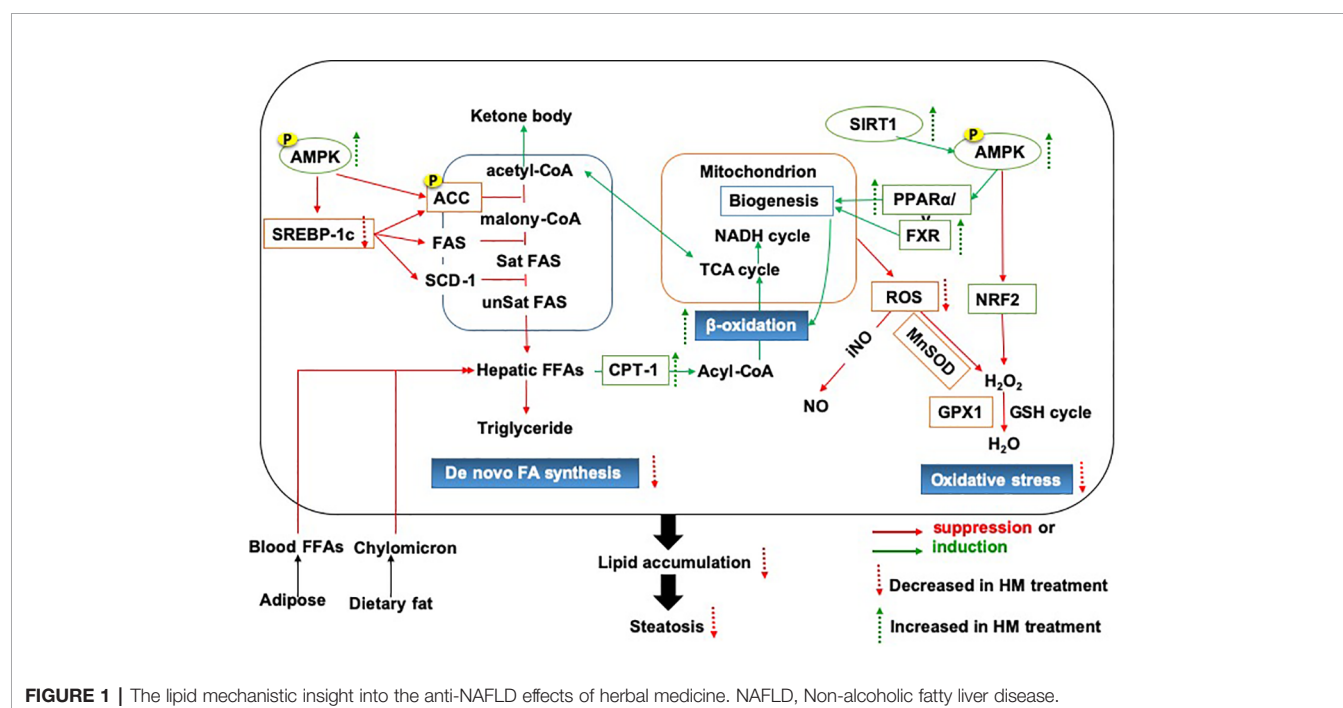 Ketone body
P
AMPK
SREBP-1c
P
ACC
FAS
SCD-1
acetyl-CoA
malony-CoA
Sat FAS
unSat FAS
Hepatic FFAs
Triglyceride
De novo FA synthesis
CPT-1
Acyl-CoA
β-oxidation
Mitochondrion
Biogenesis
NADH cycle
TCA cycle
SIRT1
P
AMPK
PPARα/
γ
FXR
ROS
NRF2
iNO
MnSOD
NO
H₂O₂
GPX1
GSH cycle
H₂O
Oxidative stress
Blood FFAs
Chylomicron
Adipose
Dietary fat
Lipid accumulation
Steatosis
suppression or
induction
Decreased in HM treatment
Increased in HM treatment
FIGURE 1 | The lipid mechanistic insight into the anti-NAFLD effects of herbal medicine. NAFLD, Non-alcoholic fatty liver disease.